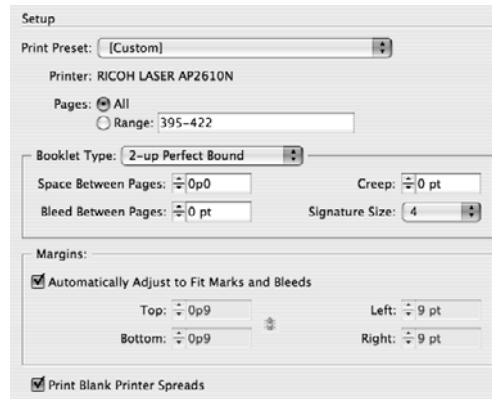 Setup
Print Preset: [Custom]
Printer: RICOH LASER AP2610N
Pages: All
Range: 395-422
Booklet Type: 2-up Perfect Bound
Space Between Pages: 0p0 Creep: 0 pt
Bleed Between Pages: 0 pt Signature Size: 4
Margins:
Automatically Adjust to Fit Marks and Bleeds
Top: 0p9 Left: 9 pt
Bottom: 0p9 Right: 9 pt
Print Blank Printer Spreads